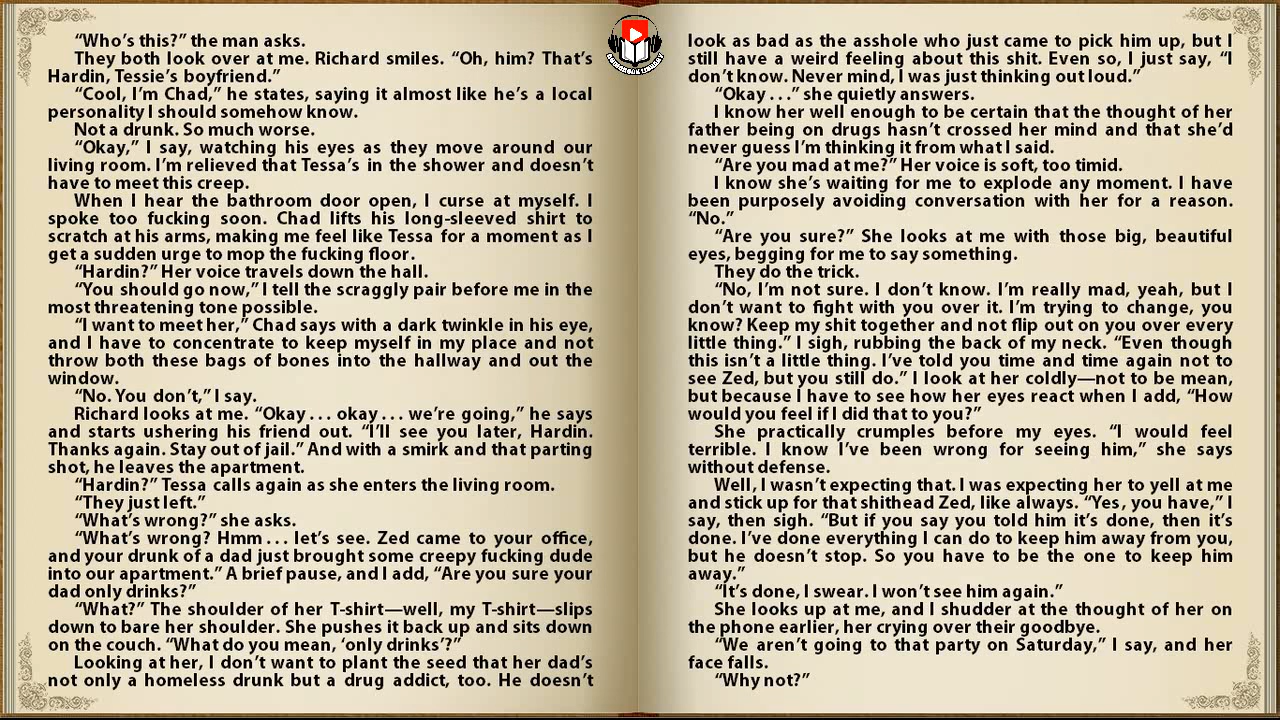 “Who’s this?” the man asks.
They both look over at me. Richard smiles. “Oh, him? That’s
Hardin, Tessie’s boyfriend.”
“Cool, I’m Chad,” he states, saying it almost like he’s a local
personality I should somehow know.
Not a drunk. So much worse.
“Okay,” I say, watching his eyes as they move around our
living room. I’m relieved that Tessa’s in the shower and doesn’t
have to meet this creep.
When I hear the bathroom door open, I curse at myself. I
spoke too fucking soon. Chad lifts his long-sleeved shirt to
scratch at his arms, making me feel like Tessa for a moment as I
get a sudden urge to mop the fucking floor.
“Hardin?” Her voice travels down the hall.
“You should go now,” I tell the scraggly pair before me in the
most threatening tone possible.
“I want to meet her,” Chad says with a dark twinkle in his eye,
and I have to concentrate to keep myself in my place and not
throw both these bags of bones into the hallway and out the
window.
“No. You don’t,” I say.
Richard looks at me. “Okay . . . okay . . . we’re going,” he says
and starts ushering his friend out. “I’ll see you later, Hardin.
Thanks again. Stay out of jail.” And with a smirk and that parting
shot, he leaves the apartment.
“Hardin?” Tessa calls again as she enters the living room.
“They just left.”
“What’s wrong?” she asks.
“What’s wrong? Hmm . . . let’s see. Zed came to your office,
and your drunk of a dad just brought some creepy fucking dude
into our apartment.” A brief pause, and I add, “Are you sure your
dad only drinks?”
“What?” The shoulder of her T-shirt—well, my T-shirt—slips
down to bare her shoulder. She pushes it back up and sits down
on the couch. “What do you mean, ‘only drinks’?”
Looking at her, I don’t want to plant the seed that her dad’s
not only a homeless drunk but a drug addict, too. He doesn’t
look as bad as the asshole who just came to pick him up, but I
still have a weird feeling about this shit. Even so, I just say, “I
don’t know. Never mind, I was just thinking out loud.”
“Okay . . .” she quietly answers.
I know her well enough to be certain that the thought of her
father being on drugs hasn’t crossed her mind and that she’d
never guess I’m thinking it from what I said.
“Are you mad at me?” Her voice is soft, too timid.
I know she’s waiting for me to explode any moment. I have
been purposely avoiding conversation with her for a reason.
“No.”
“Are you sure?” She looks at me with those big, beautiful
eyes, begging for me to say something.
They do the trick.
“No, I’m not sure. I don’t know. I’m really mad, yeah, but I
don’t want to fight with you over it. I’m trying to change, you
know? Keep my shit together and not flip out on you over every
little thing.” I sigh, rubbing the back of my neck. “Even though
this isn’t a little thing. I’ve told you time and time again not to
see Zed, but you still do.” I look at her coldly—not to be mean,
but because I have to see how her eyes react when I add, “How
would you feel if I did that to you?”
She practically crumples before my eyes. “I would feel
terrible. I know I’ve been wrong for seeing him,” she says
without defense.
Well, I wasn’t expecting that. I was expecting her to yell at me
and stick up for that shithead Zed, like always. “Yes, you have,” I
say, then sigh. “But if you say you told him it’s done, then it’s
done. I’ve done everything I can do to keep him away from you,
but he doesn’t stop. So you have to be the one to keep him
away.”
“It’s done, I swear. I won’t see him again.”
She looks up at me, and I shudder at the thought of her on
the phone earlier, her crying over their goodbye.
“We aren’t going to that party on Saturday,” I say, and her
face falls.
“Why not?”